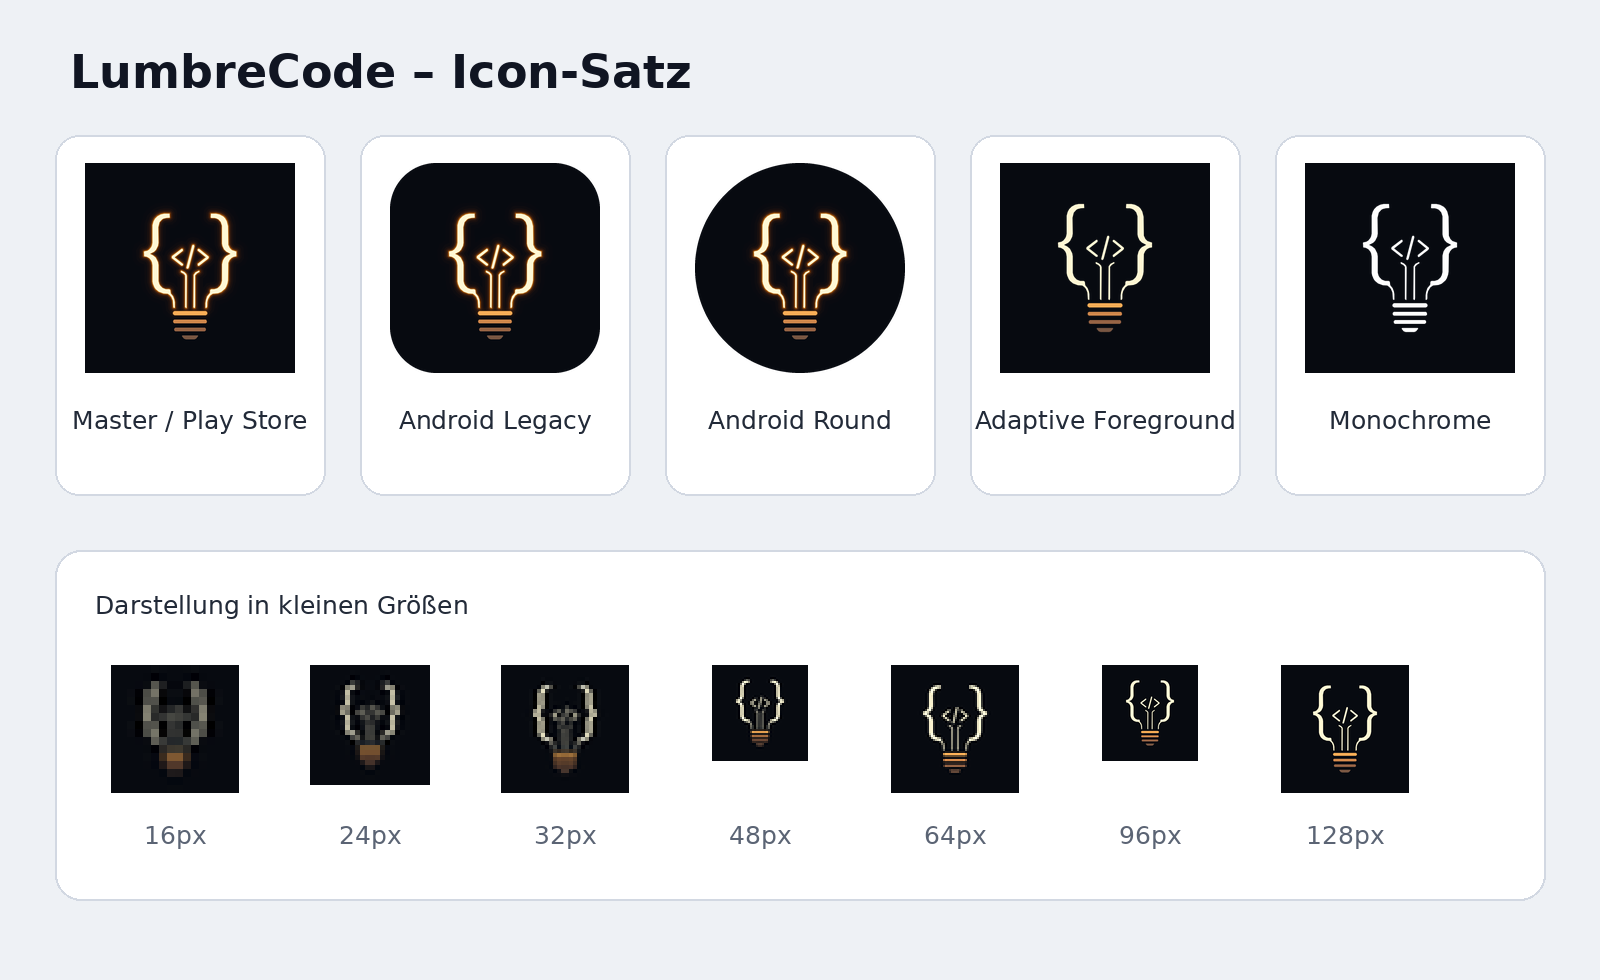 LumbreCode – Icon-Satz
Master / Play Store
Android Legacy
Android Round
Adaptive Foreground
Monochrome
Darstellung in kleinen Größen
16px
24px
32px
48px
64px
96px
128px